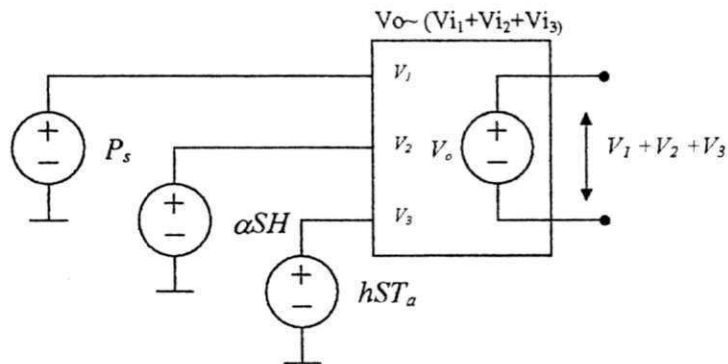 Vo~ (Vi₁+Vi₂+Vi₃)
V₁
+
−
Pₛ
V₂
+
−
Vₒ
V₁ + V₂ + V₃
+
−
αSH
V₃
+
−
hSTₐ